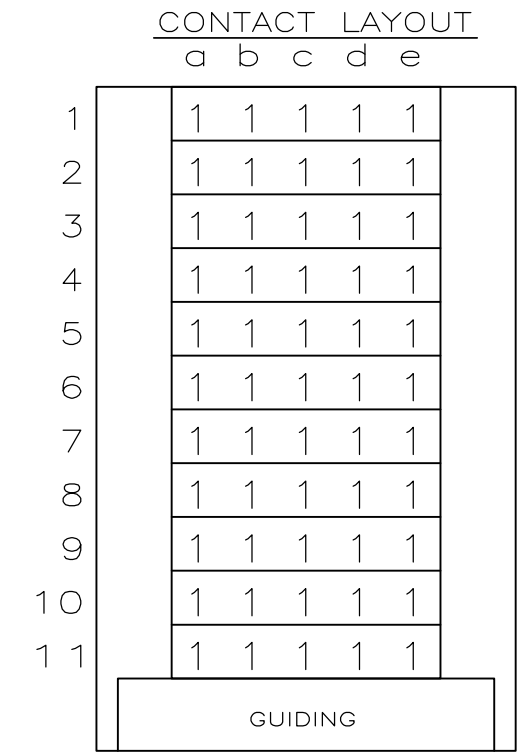 CONTACT LAYOUT
a b c d e
1 1 1 1 1 1
2 1 1 1 1 1
3 1 1 1 1 1
4 1 1 1 1 1
5 1 1 1 1 1
6 1 1 1 1 1
7 1 1 1 1 1
8 1 1 1 1 1
9 1 1 1 1 1
10 1 1 1 1 1
11 1 1 1 1 1
GUIDING